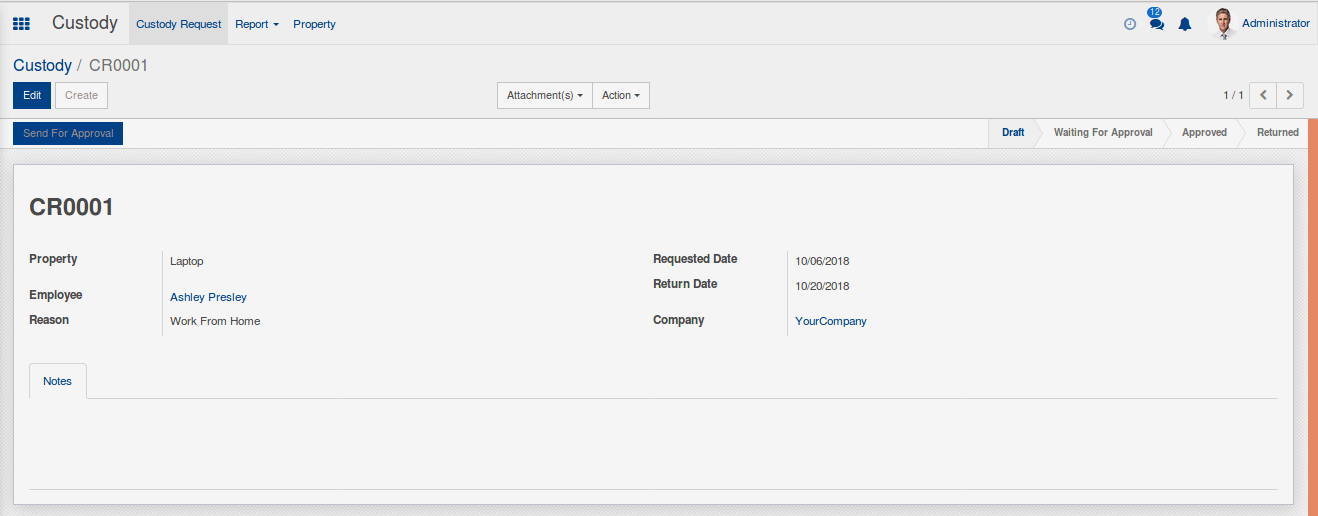 Custody Custody Request Report Property 12 Administrator
Custody / CR0001
Edit Create Attachment(s) Action 1 / 1
Send For Approval Draft Waiting For Approval Approved Returned
CR0001
Property Laptop Requested Date 10/06/2018
Return Date 10/20/2018
Employee Ashley Presley
Reason Work From Home Company YourCompany
Notes